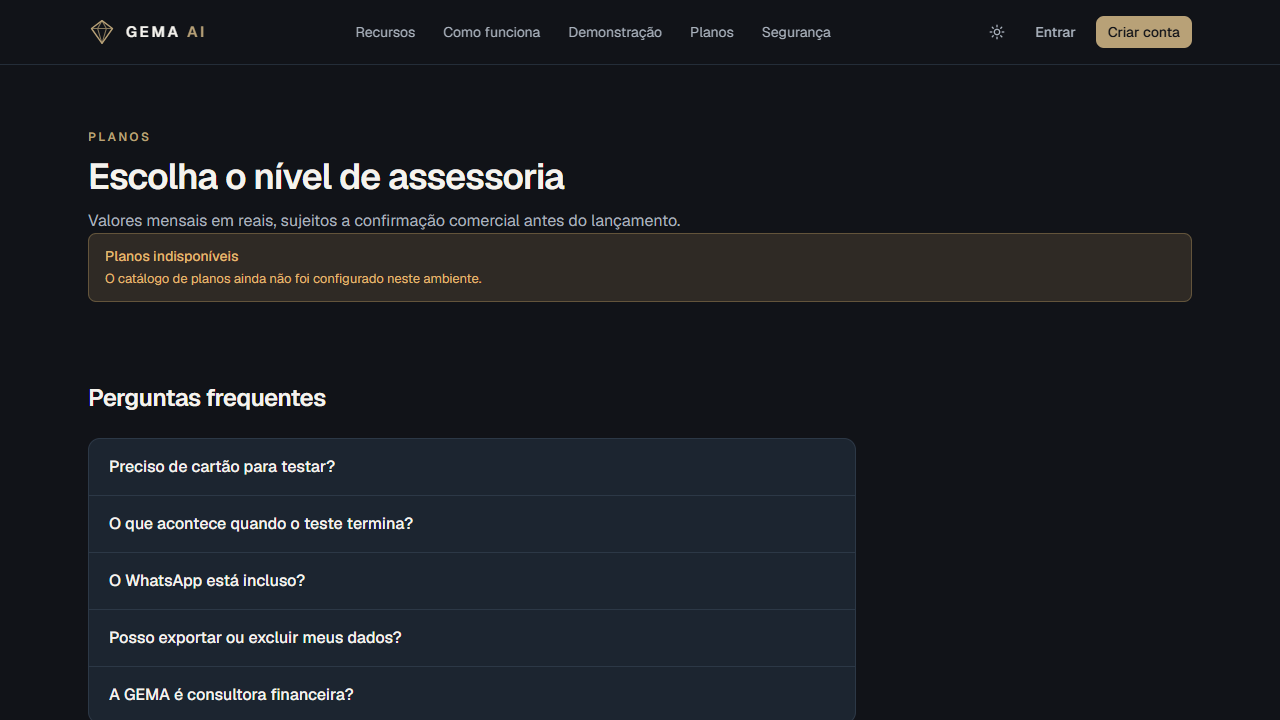 GEMA AI
Recursos
Como funciona
Demonstração
Planos
Segurança
Entrar
Criar conta
PLANOS
Escolha o nível de assessoria
Valores mensais em reais, sujeitos a confirmação comercial antes do lançamento.
Planos indisponíveis
O catálogo de planos ainda não foi configurado neste ambiente.
Perguntas frequentes
Preciso de cartão para testar?
O que acontece quando o teste termina?
O WhatsApp está incluso?
Posso exportar ou excluir meus dados?
A GEMA é consultora financeira?